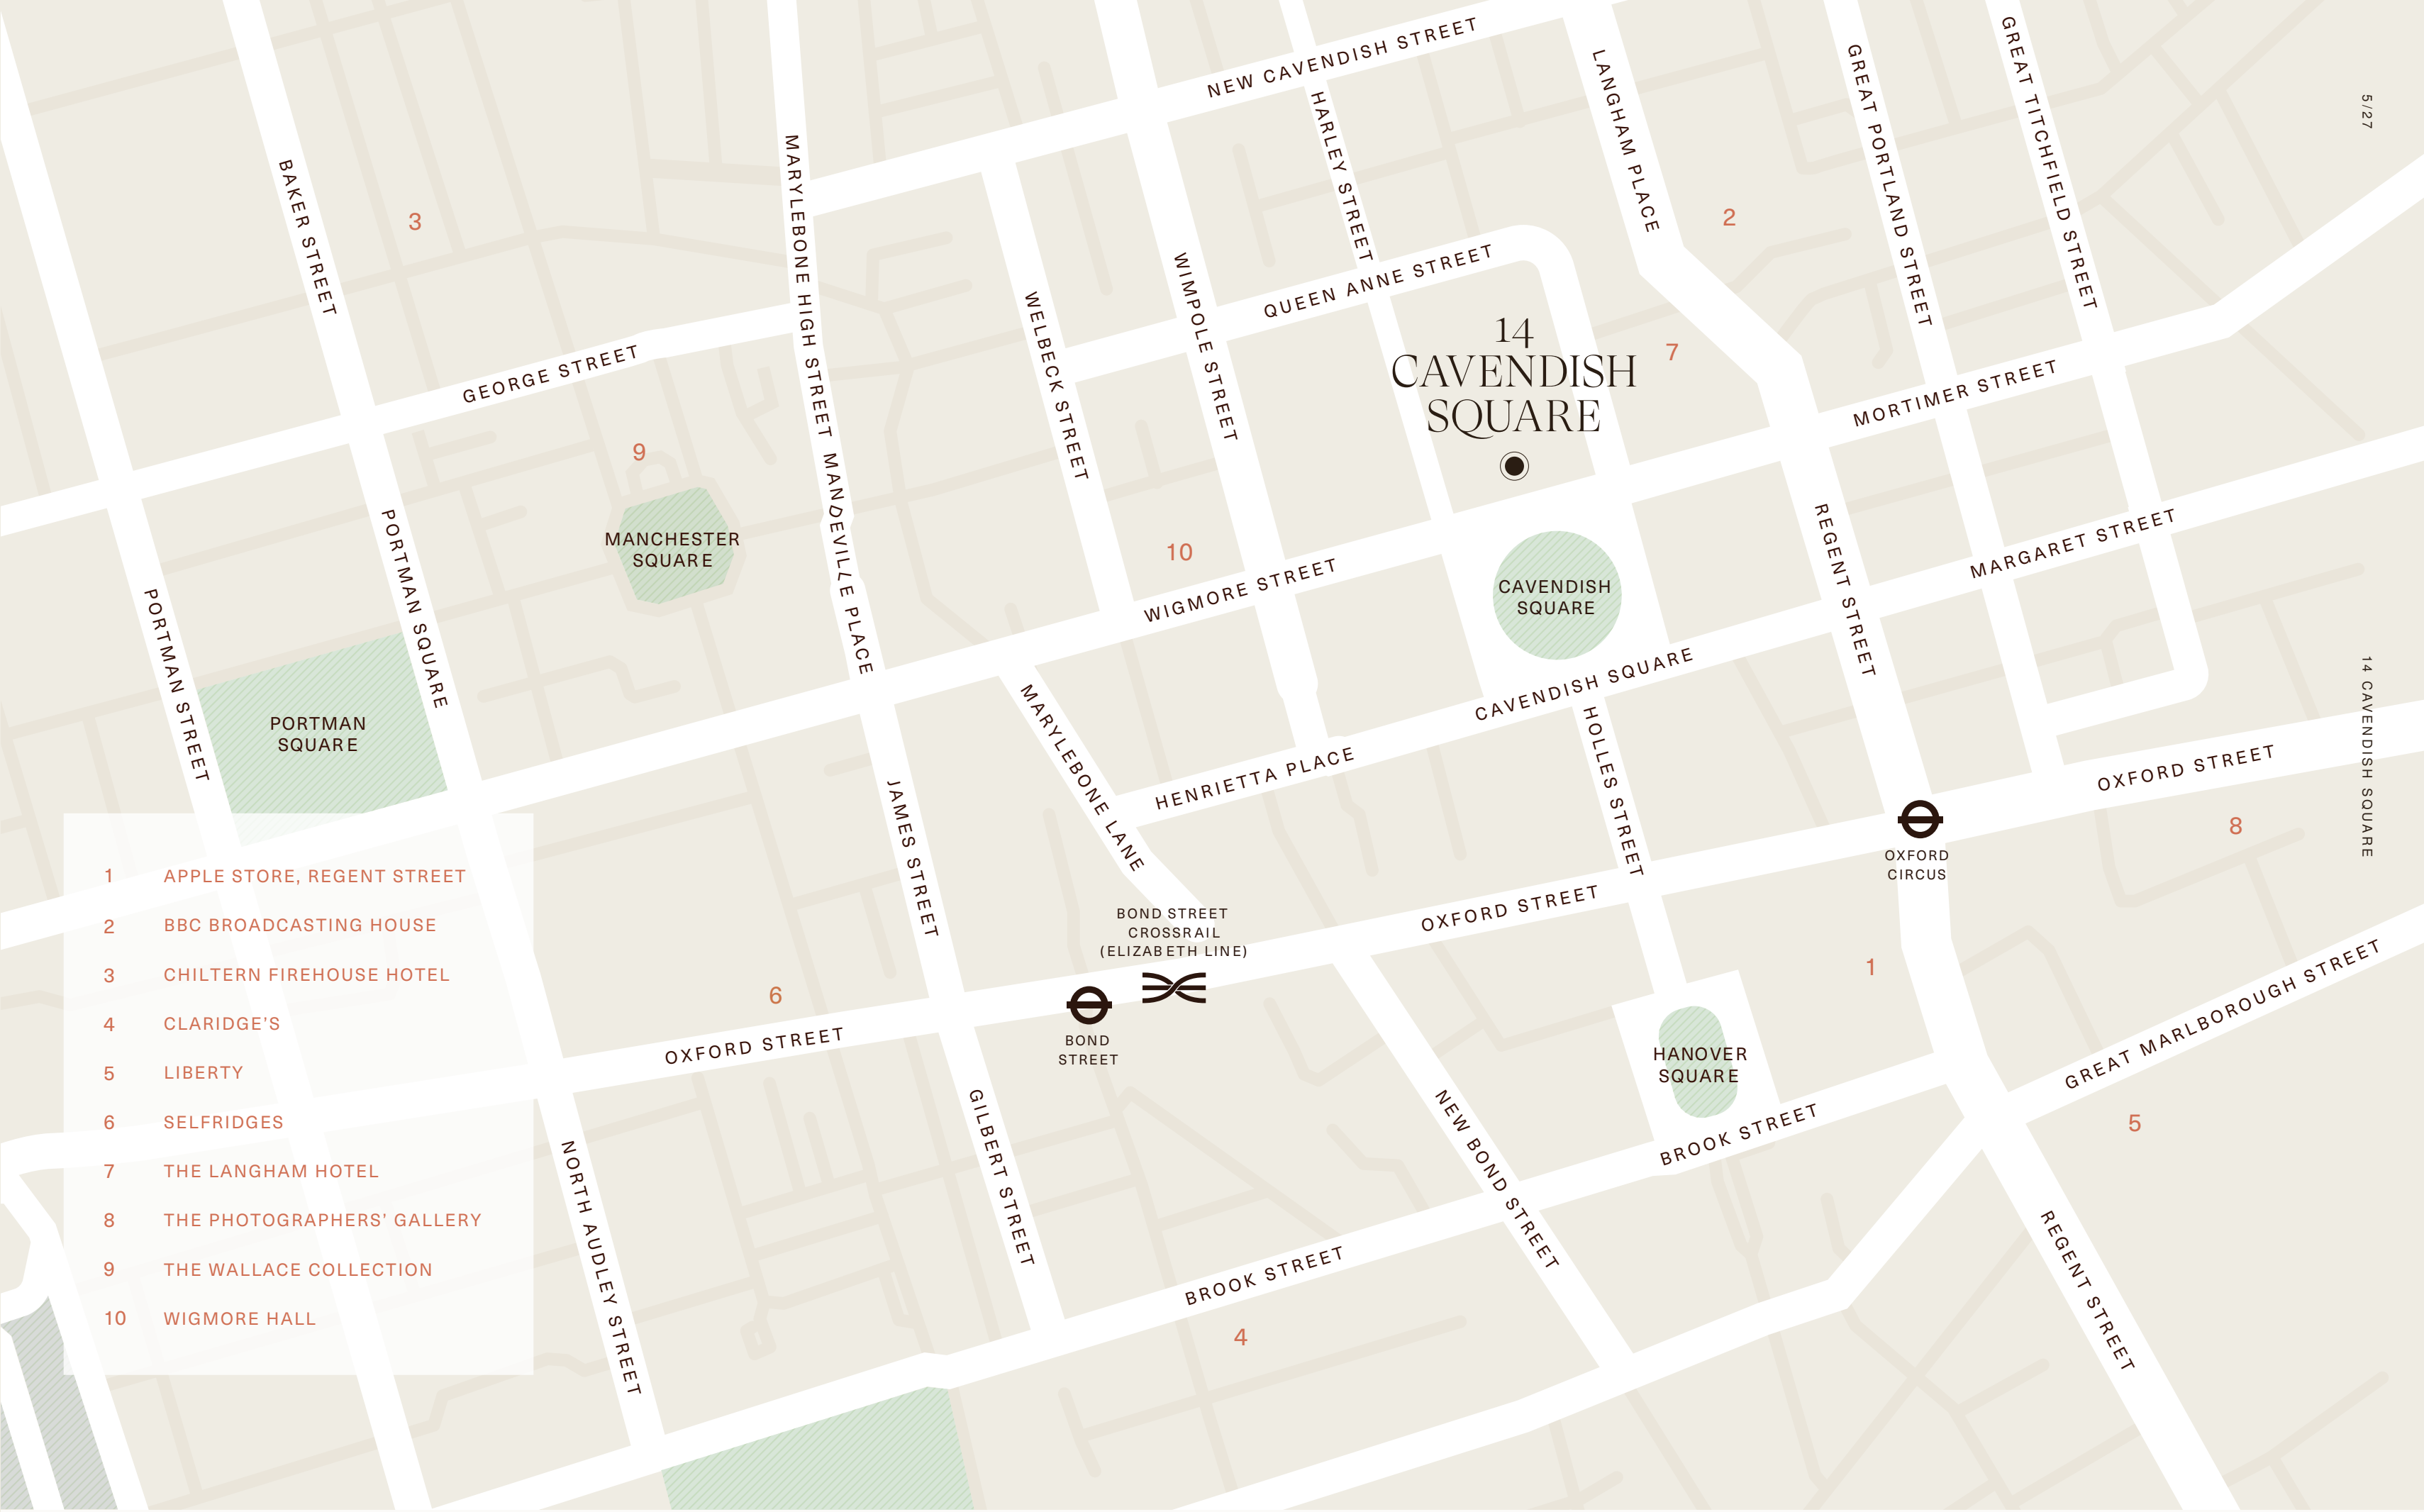 NEW CAVENDISH STREET
LANGHAM PLACE
GREAT PORTLAND STREET
GREAT TITCHFIELD STREET
5/27
HARLEY STREET
BAKER STREET
MARYLEBONE HIGH STREET
3
2
WIMPOLE STREET
QUEEN ANNE STREET
WELBECK STREET
14
CAVENDISH
SQUARE
7
GEORGE STREET
MORTIMER STREET
9
MANDEVILLE PLACE
PORTMAN SQUARE
MANCHESTER
SQUARE
10
WIGMORE STREET
CAVENDISH
SQUARE
REGENT STREET
MARGARET STREET
PORTMAN STREET
PORTMAN
SQUARE
MARYLEBONE LANE
CAVENDISH SQUARE
HENRIETTA PLACE
HOLLES STREET
OXFORD STREET
14 CAVENDISH SQUARE
JAMES STREET
OXFORD
CIRCUS
8
BOND STREET
CROSSRAIL
(ELIZABETH LINE)
OXFORD STREET
1
6
OXFORD STREET
BOND
STREET
HANOVER
SQUARE
GREAT MARLBOROUGH STREET
5
BROOK STREET
NEW BOND STREET
GILBERT STREET
NORTH AUDLEY STREET
BROOK STREET
REGENT STREET
4
1 APPLE STORE, REGENT STREET
2 BBC BROADCASTING HOUSE
3 CHILTERN FIREHOUSE HOTEL
4 CLARIDGE’S
5 LIBERTY
6 SELFRIDGES
7 THE LANGHAM HOTEL
8 THE PHOTOGRAPHERS’ GALLERY
9 THE WALLACE COLLECTION
10 WIGMORE HALL